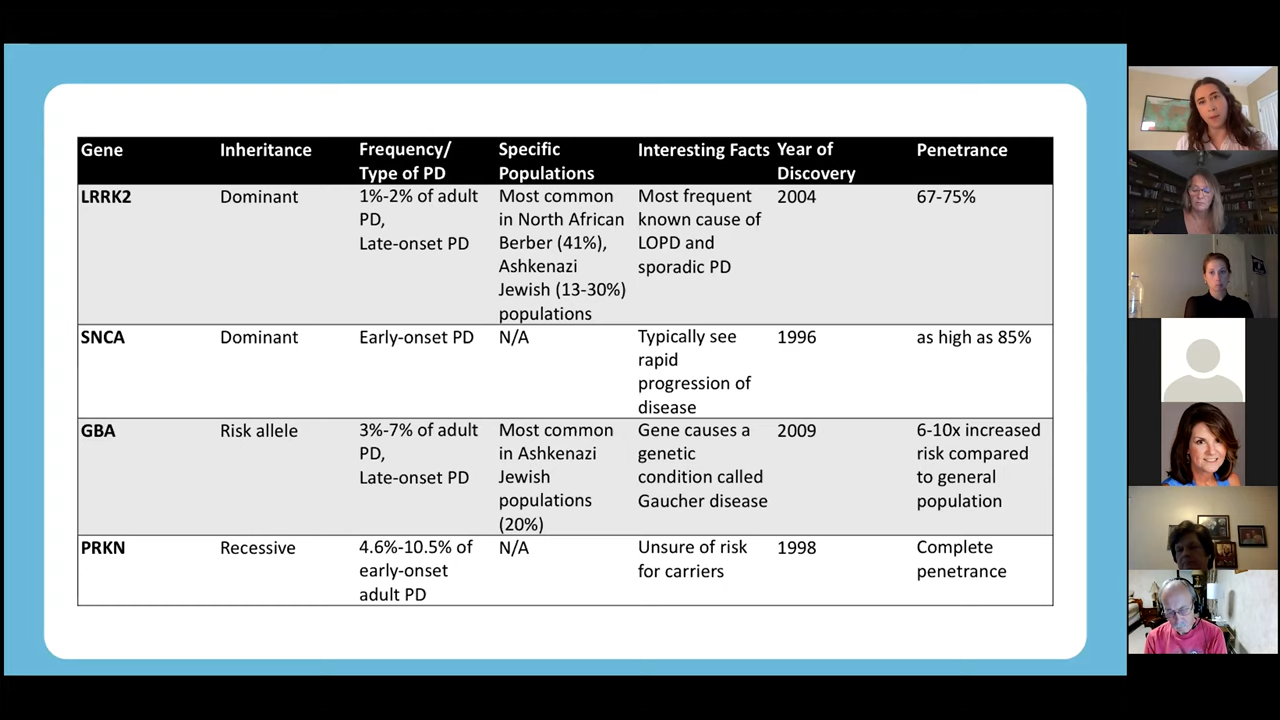 Gene Inheritance Frequency/ Type of PD Specific Populations Interesting Facts Year of Discovery Penetrance
LRRK2 Dominant 1%-2% of adult PD, Late-onset PD Most common in North African Berber (41%), Ashkenazi Jewish (13-30%) populations Most frequent known cause of LOPD and sporadic PD 2004 67-75%
SNCA Dominant Early-onset PD N/A Typically see rapid progression of disease 1996 as high as 85%
GBA Risk allele 3%-7% of adult PD, Late-onset PD Most common in Ashkenazi Jewish populations (20%) Gene causes a genetic condition called Gaucher disease 2009 6-10x increased risk compared to general population
PRKN Recessive 4.6%-10.5% of early-onset adult PD N/A Unsure of risk for carriers 1998 Complete penetrance